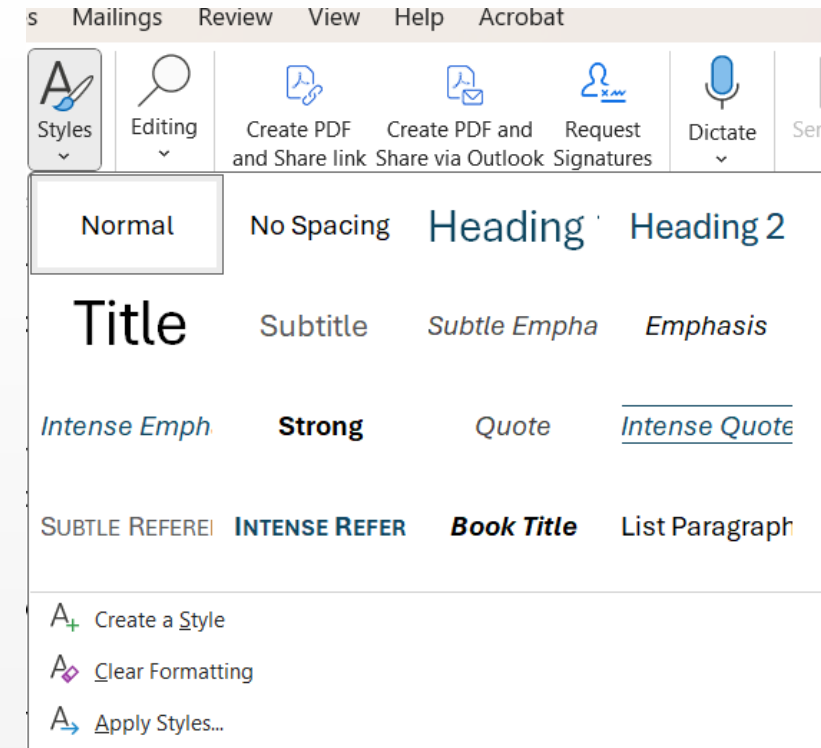 s Mailings Review View Help Acrobat
Styles Editing Create PDF and Share link Create PDF and Share via Outlook Request Signatures Dictate Ser
Normal No Spacing Heading Heading 2
Title Subtitle Subtle Empha Emphasis
Intense Emph Strong Quote Intense Quote
SUBTLE REFERE INTENSE REFER Book Title List Paragraph
Create a Style
Clear Formatting
Apply Styles...